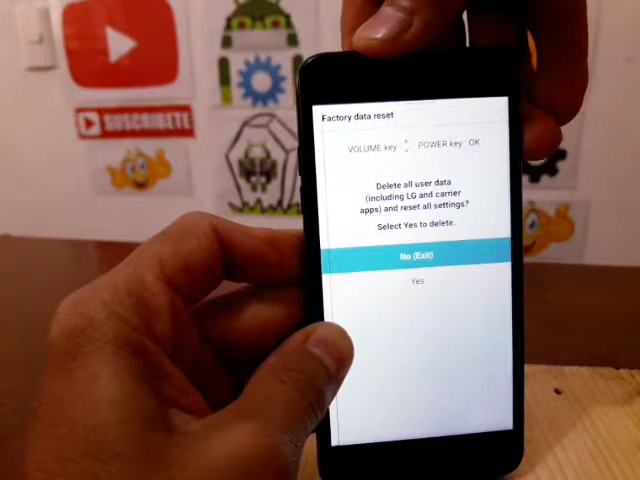 SUSCRIBETE
Factory data reset
VOLUME key POWER key OK
Delete all user data
(including LG and carrier
apps) and reset all settings?
Select Yes to delete.
No (Exit)
Yes